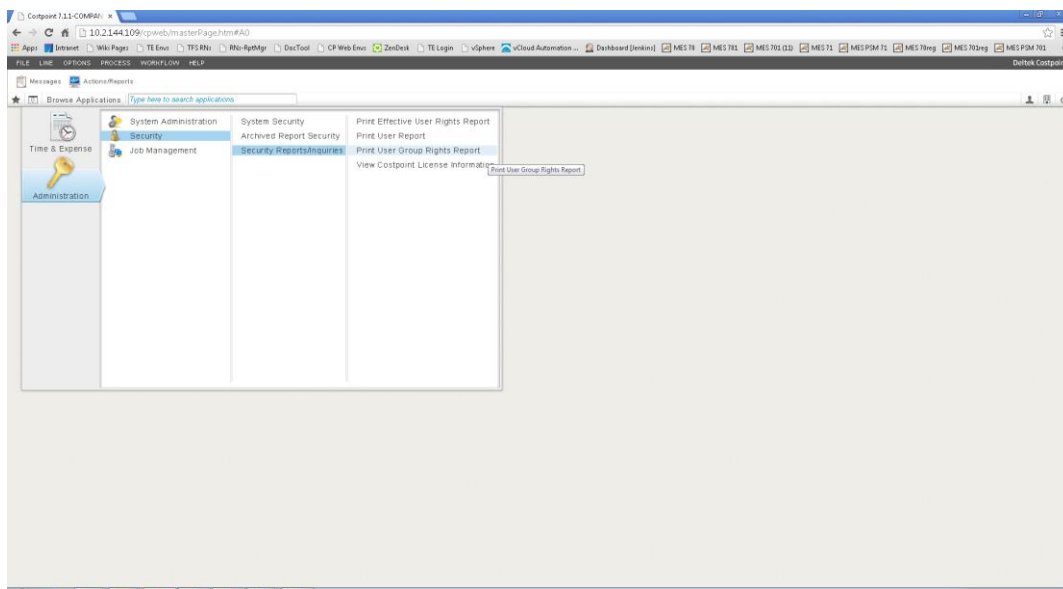 Costpoint 7.1.1-COMPAN
10.2.144.109/cpweb/masterPage.htm#A0
Apps Intranet Wiki Pages TE Envs TFS RNs RNs-RptMgr DocTool CP Web Envs ZenDesk TE Login vSphere vCloud Automation ... Dashboard [Jenkins] MES 70 MES 701 MES 701 (11) MES 71 MES PSM 71 MES 70reg MES 701reg MES PSM 701
FILE LINE OPTIONS PROCESS WORKFLOW HELP Deltek Costpoin
Messages Actions/Reports
Browse Applications Type here to search applications
System Administration System Security Print Effective User Rights Report
Security Archived Report Security Print User Report
Time & Expense Job Management Security Reports/Inquiries Print User Group Rights Report
View Costpoint License Information
Print User Group Rights Report
Administration